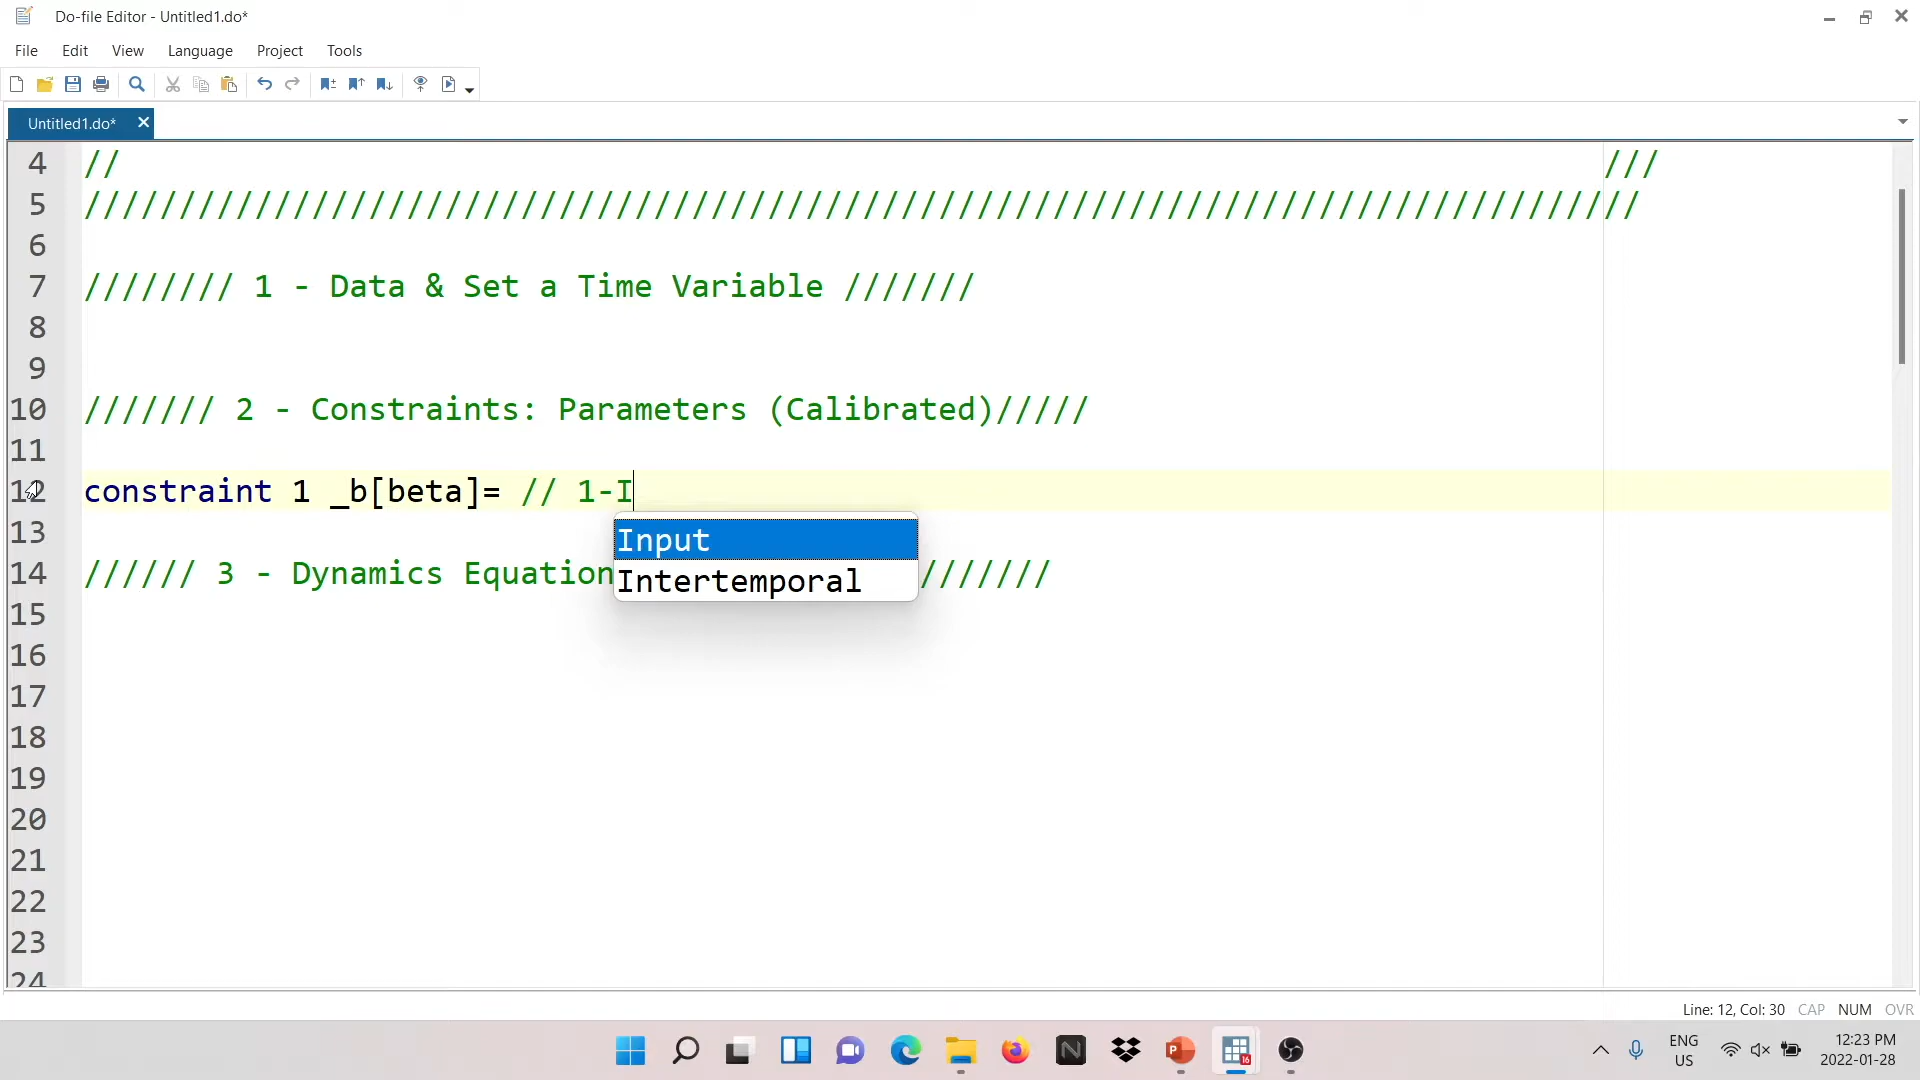 Do-file Editor - Untitled1.do*
File Edit View Language Project Tools
Untitled1.do*
4 // ///
5 ///////////////////////////////////////////////////////////////////////////////////
6
7 //////// 1 - Data & Set a Time Variable ///////
8
9
10 /////// 2 - Constraints: Parameters (Calibrated)/////
11
12 constraint 1 _b[beta]= // 1-I
Input
13
14 ////// 3 - Dynamics Equation ///////
Intertemporal
15
16
17
18
19
20
21
22
23
24
Line: 12, Col: 30 CAP NUM OVR
ENG
US
12:23 PM
2022-01-28